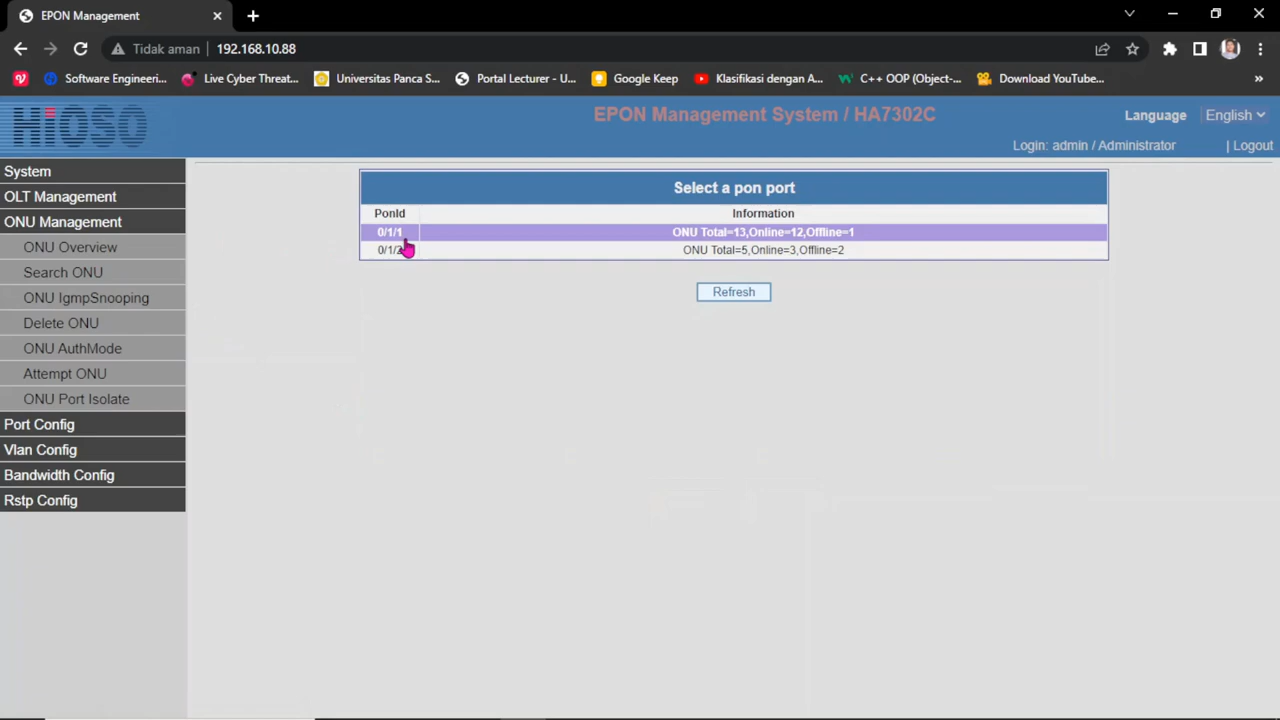 EPON Management
Tidak aman 192.168.10.88
Software Engineeri... Live Cyber Threat... Universitas Panca S... Portal Lecturer - U... Google Keep Klasifikasi dengan A... C++ OOP (Object-... Download YouTube... »
HiOSO
EPON Management System / HA7302C
Language English
Login: admin / Administrator | Logout
System
OLT Management
ONU Management
ONU Overview
Search ONU
ONU IgmpSnooping
Delete ONU
ONU AuthMode
Attempt ONU
ONU Port Isolate
Port Config
Vlan Config
Bandwidth Config
Rstp Config
Select a pon port
PonId Information
0/1/1 ONU Total=13,Online=12,Offline=1
0/1/2 ONU Total=5,Online=3,Offline=2
Refresh